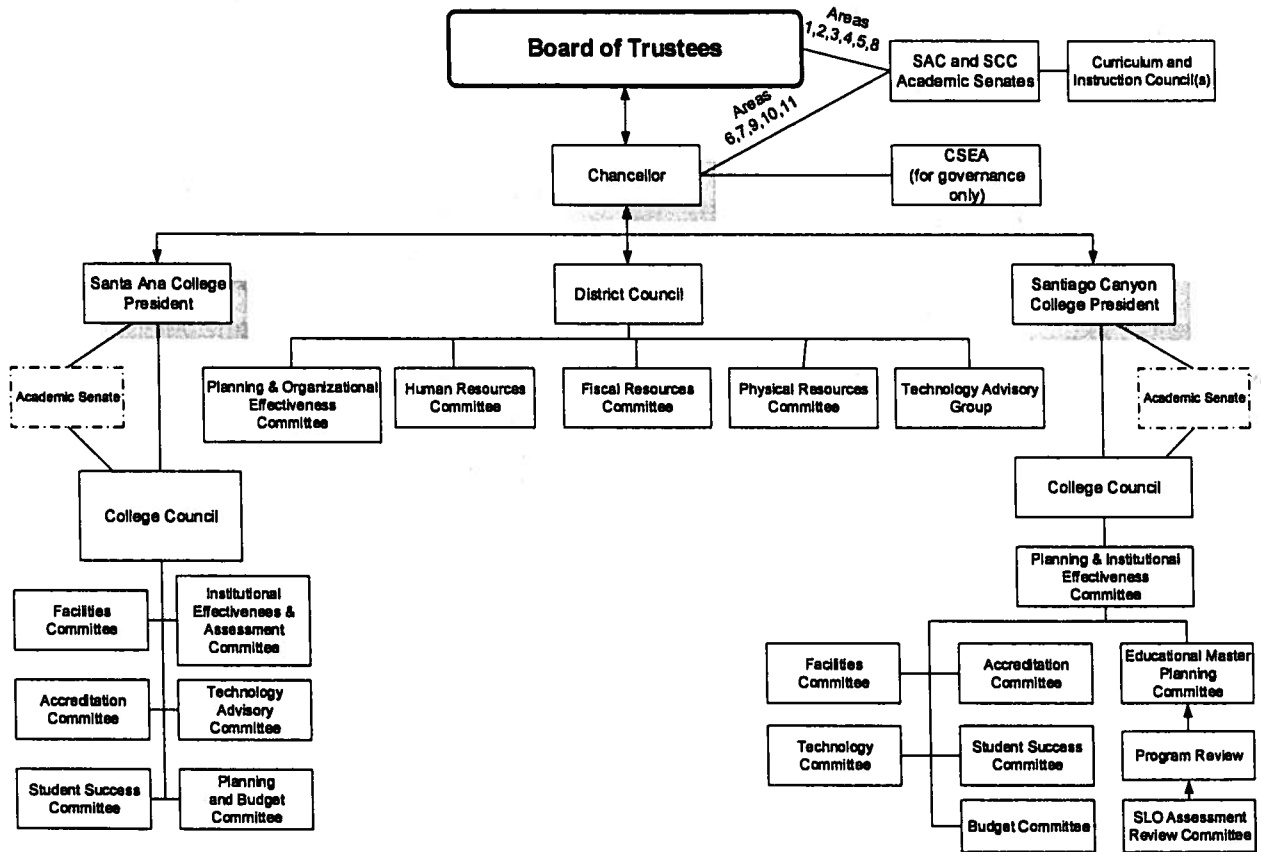 Board of Trustees
Areas
1,2,3,4,5,8
SAC and SCC
Academic Senates
Curriculum and
Instruction Council(s)
Areas
6,7,9,10,11
Chancellor
CSEA
(for governance
only)
Santa Ana College
President
District Council
Santiago Canyon
College President
Academic Senate
Planning & Organizational
Effectiveness
Committee
Human Resources
Committee
Fiscal Resources
Committee
Physical Resources
Committee
Technology Advisory
Group
Academic Senate
College Council
College Council
Planning & Institutional
Effectiveness
Committee
Facilities
Committee
Institutional
Effectivenees &
Assessment
Committee
Accreditation
Committee
Technology
Advisory
Committee
Student Success
Committee
Planning
and Budget
Committee
Facilities
Committee
Accreditation
Committee
Educational Master
Planning
Committee
Technology
Committee
Student Success
Committee
Program Review
Budget Committee
SLO Assessment
Review Committee